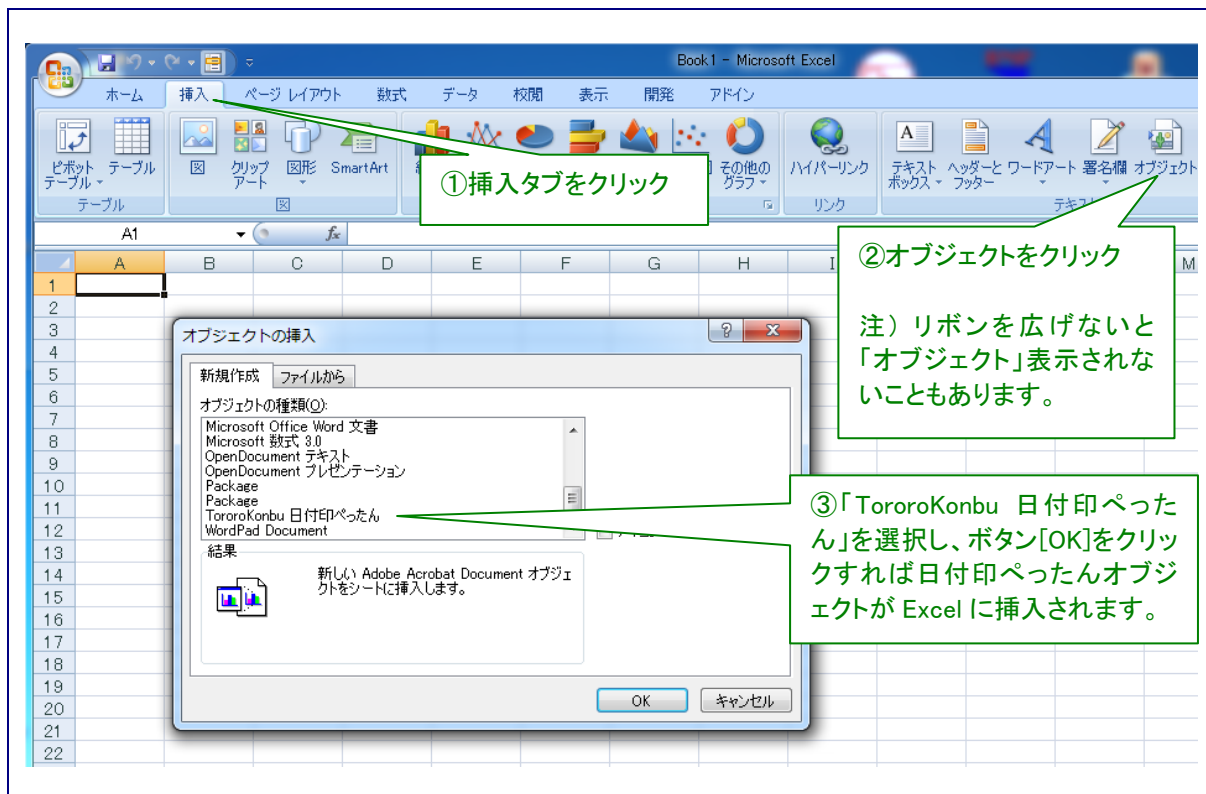 Book1 - Microsoft Excel
ホーム 挿入 ページ レイアウト 数式 データ 校閲 表示 開発 アドイン
ピボット テーブル 図 クリップ 図形 SmartArt その他の ハイパーリンク テキスト ヘッダーと ワードアート 署名欄 オブジェクト
テーブル アート グラフ ボックス フッター
テーブル 図 リンク
①挿入タブをクリック
A1 fx
A B C D E F G H I M
1
2
3
4
5
6
7
8
9
10
11
12
13
14
15
16
17
18
19
20
21
22
②オブジェクトをクリック
注）リボンを広げないと
「オブジェクト」表示されな
いこともあります。
オブジェクトの挿入
新規作成 ファイルから
オブジェクトの種類(O):
Microsoft Office Word 文書
Microsoft 数式 3.0
OpenDocument テキスト
OpenDocument プレゼンテーション
Package
Package
TororoKonbu 日付印ぺったん
WordPad Document
結果
新しい Adobe Acrobat Document オブジェ
クトをシートに挿入します。
OK キャンセル
③「TororoKonbu 日付印ぺった
ん」を選択し、ボタン[OK]をクリッ
クすれば日付印ぺったんオブジ
ェクトが Excel に挿入されます。